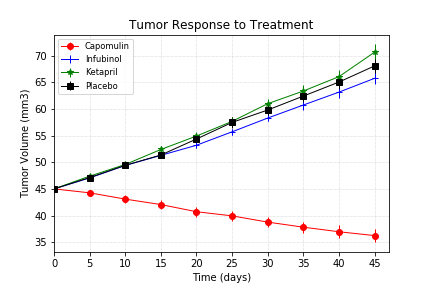 Tumor Response to Treatment
Capomulin
Infubinol
Ketapril
Placebo
Tumor Volume (mm3)
70
65
60
55
50
45
40
35
0 5 10 15 20 25 30 35 40 45
Time (days)